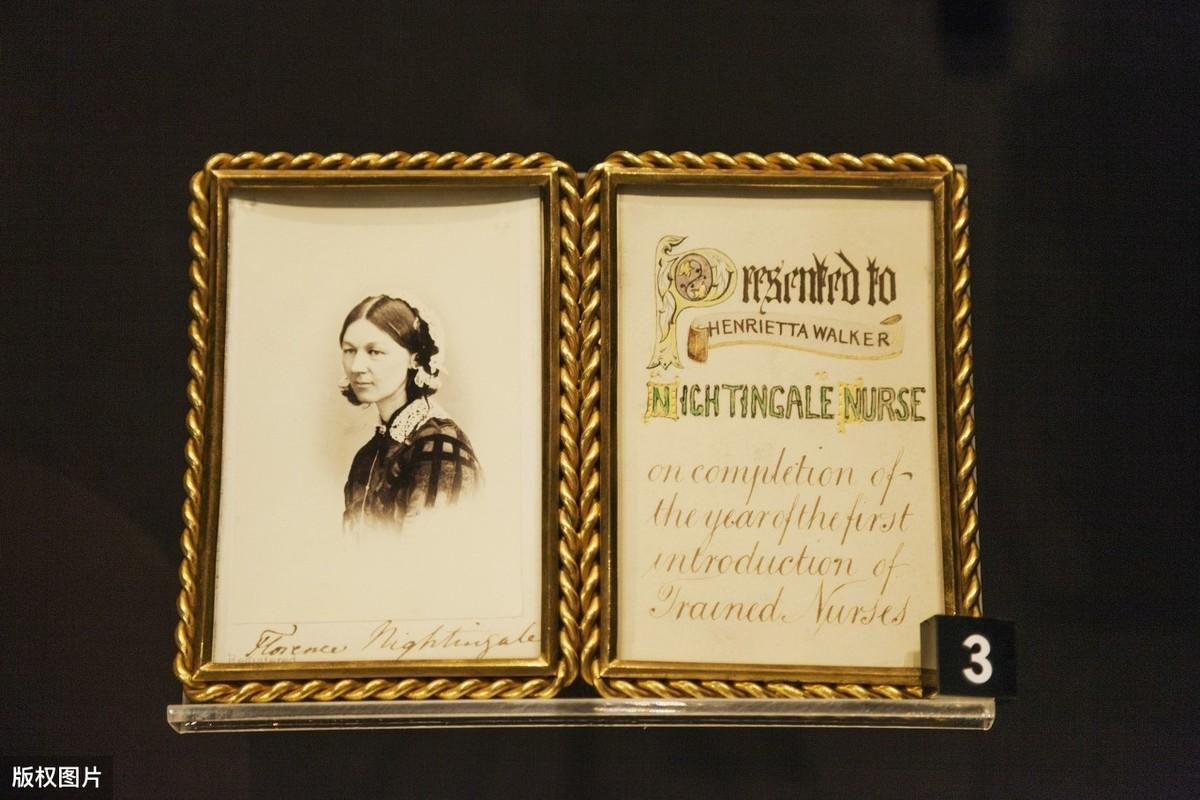 Florence Nightingale
Presented to
HENRIETTA WALKER
NIGHTINGALE NURSE
on completion of
the year of the first
introduction of
Trained Nurses
3
版权图片